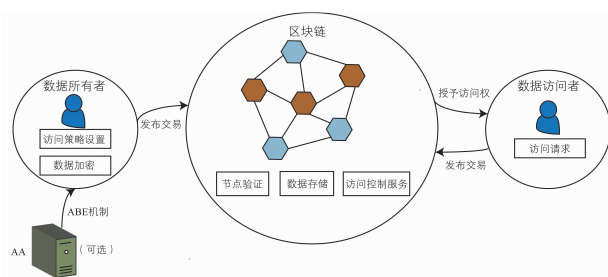 区块链
数据所有者
访问策略设置
数据加密
发布交易
节点验证
数据存储
访问控制服务
授予访问权
发布交易
数据访问者
访问请求
ABE机制
AA
（可选）